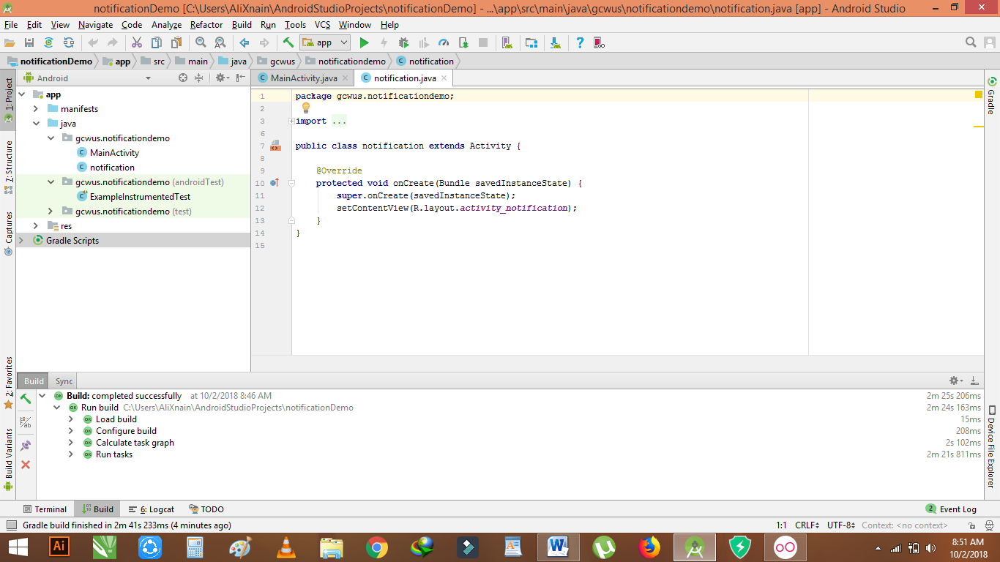 notificationDemo [C:\Users\AliXnain\AndroidStudioProjects\notificationDemo] - ...\app\src\main\java\gcwus\notificationdemo\notification.java [app] - Android Studio
File Edit View Navigate Code Analyze Refactor Build Run Tools VCS Window Help
app
notificationDemo app src main java gcwus notificationdemo notification
Android
MainActivity.java notification.java
1: Project
7: Structure
Captures
2: Favorites
Build Variants
app
manifests
java
gcwus.notificationdemo
MainActivity
notification
gcwus.notificationdemo (androidTest)
ExampleInstrumentedTest
gcwus.notificationdemo (test)
res
Gradle Scripts
1 package gcwus.notificationdemo;
2
3 import ...
6
7 public class notification extends Activity {
8
9 @Override
10 protected void onCreate(Bundle savedInstanceState) {
11 super.onCreate(savedInstanceState);
12 setContentView(R.layout.activity_notification);
13 }
14 }
15
Gradle
Device File Explorer
Build Sync
Build: completed successfully at 10/2/2018 8:46 AM 2m 25s 206ms
Run build C:\Users\AliXnain\AndroidStudioProjects\notificationDemo 2m 24s 163ms
Load build 15ms
Configure build 208ms
Calculate task graph 2s 102ms
Run tasks 2m 21s 811ms
Terminal Build 6: Logcat TODO 2 Event Log
Gradle build finished in 2m 41s 233ms (4 minutes ago) 1:1 CRLF UTF-8 Context: <no context>
Ai
W
8:51 AM
10/2/2018